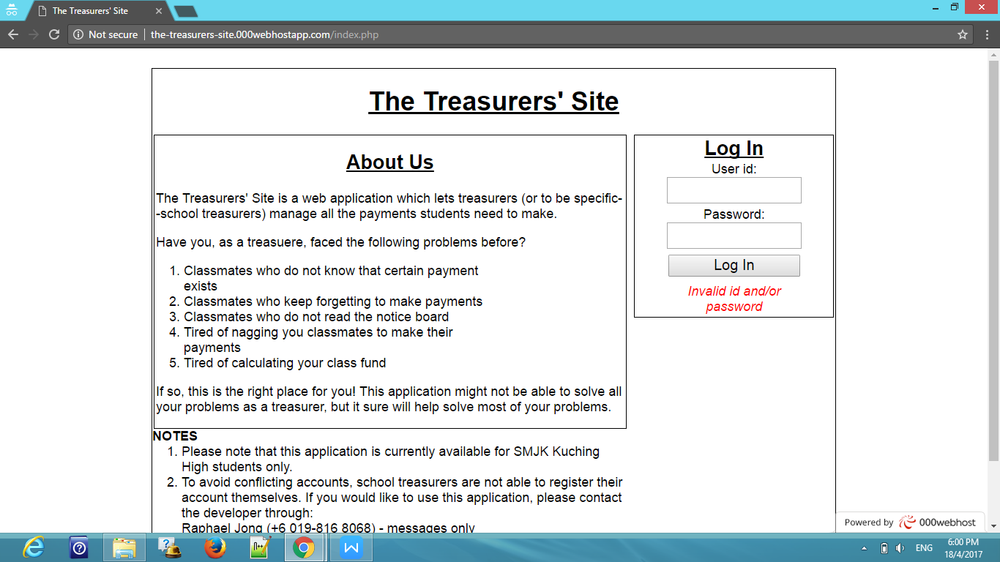 The Treasurers' Site
Not secure
the-treasurers-site.000webhostapp.com/index.php
The Treasurers' Site
About Us
The Treasurers' Site is a web application which lets treasurers (or to be specific-
-school treasurers) manage all the payments students need to make.
Have you, as a treasuere, faced the following problems before?
1. Classmates who do not know that certain payment
exists
2. Classmates who keep forgetting to make payments
3. Classmates who do not read the notice board
4. Tired of nagging you classmates to make their
payments
5. Tired of calculating your class fund
If so, this is the right place for you! This application might not be able to solve all
your problems as a treasurer, but it sure will help solve most of your problems.
Log In
User id:
Password:
Log In
Invalid id and/or
password
NOTES
1. Please note that this application is currently available for SMJK Kuching
High students only.
2. To avoid conflicting accounts, school treasurers are not able to register their
account themselves. If you would like to use this application, please contact
the developer through:
Raphael Jong (+6 019-816 8068) - messages only
Powered by 000webhost
N++
W
ENG
6:00 PM
18/4/2017